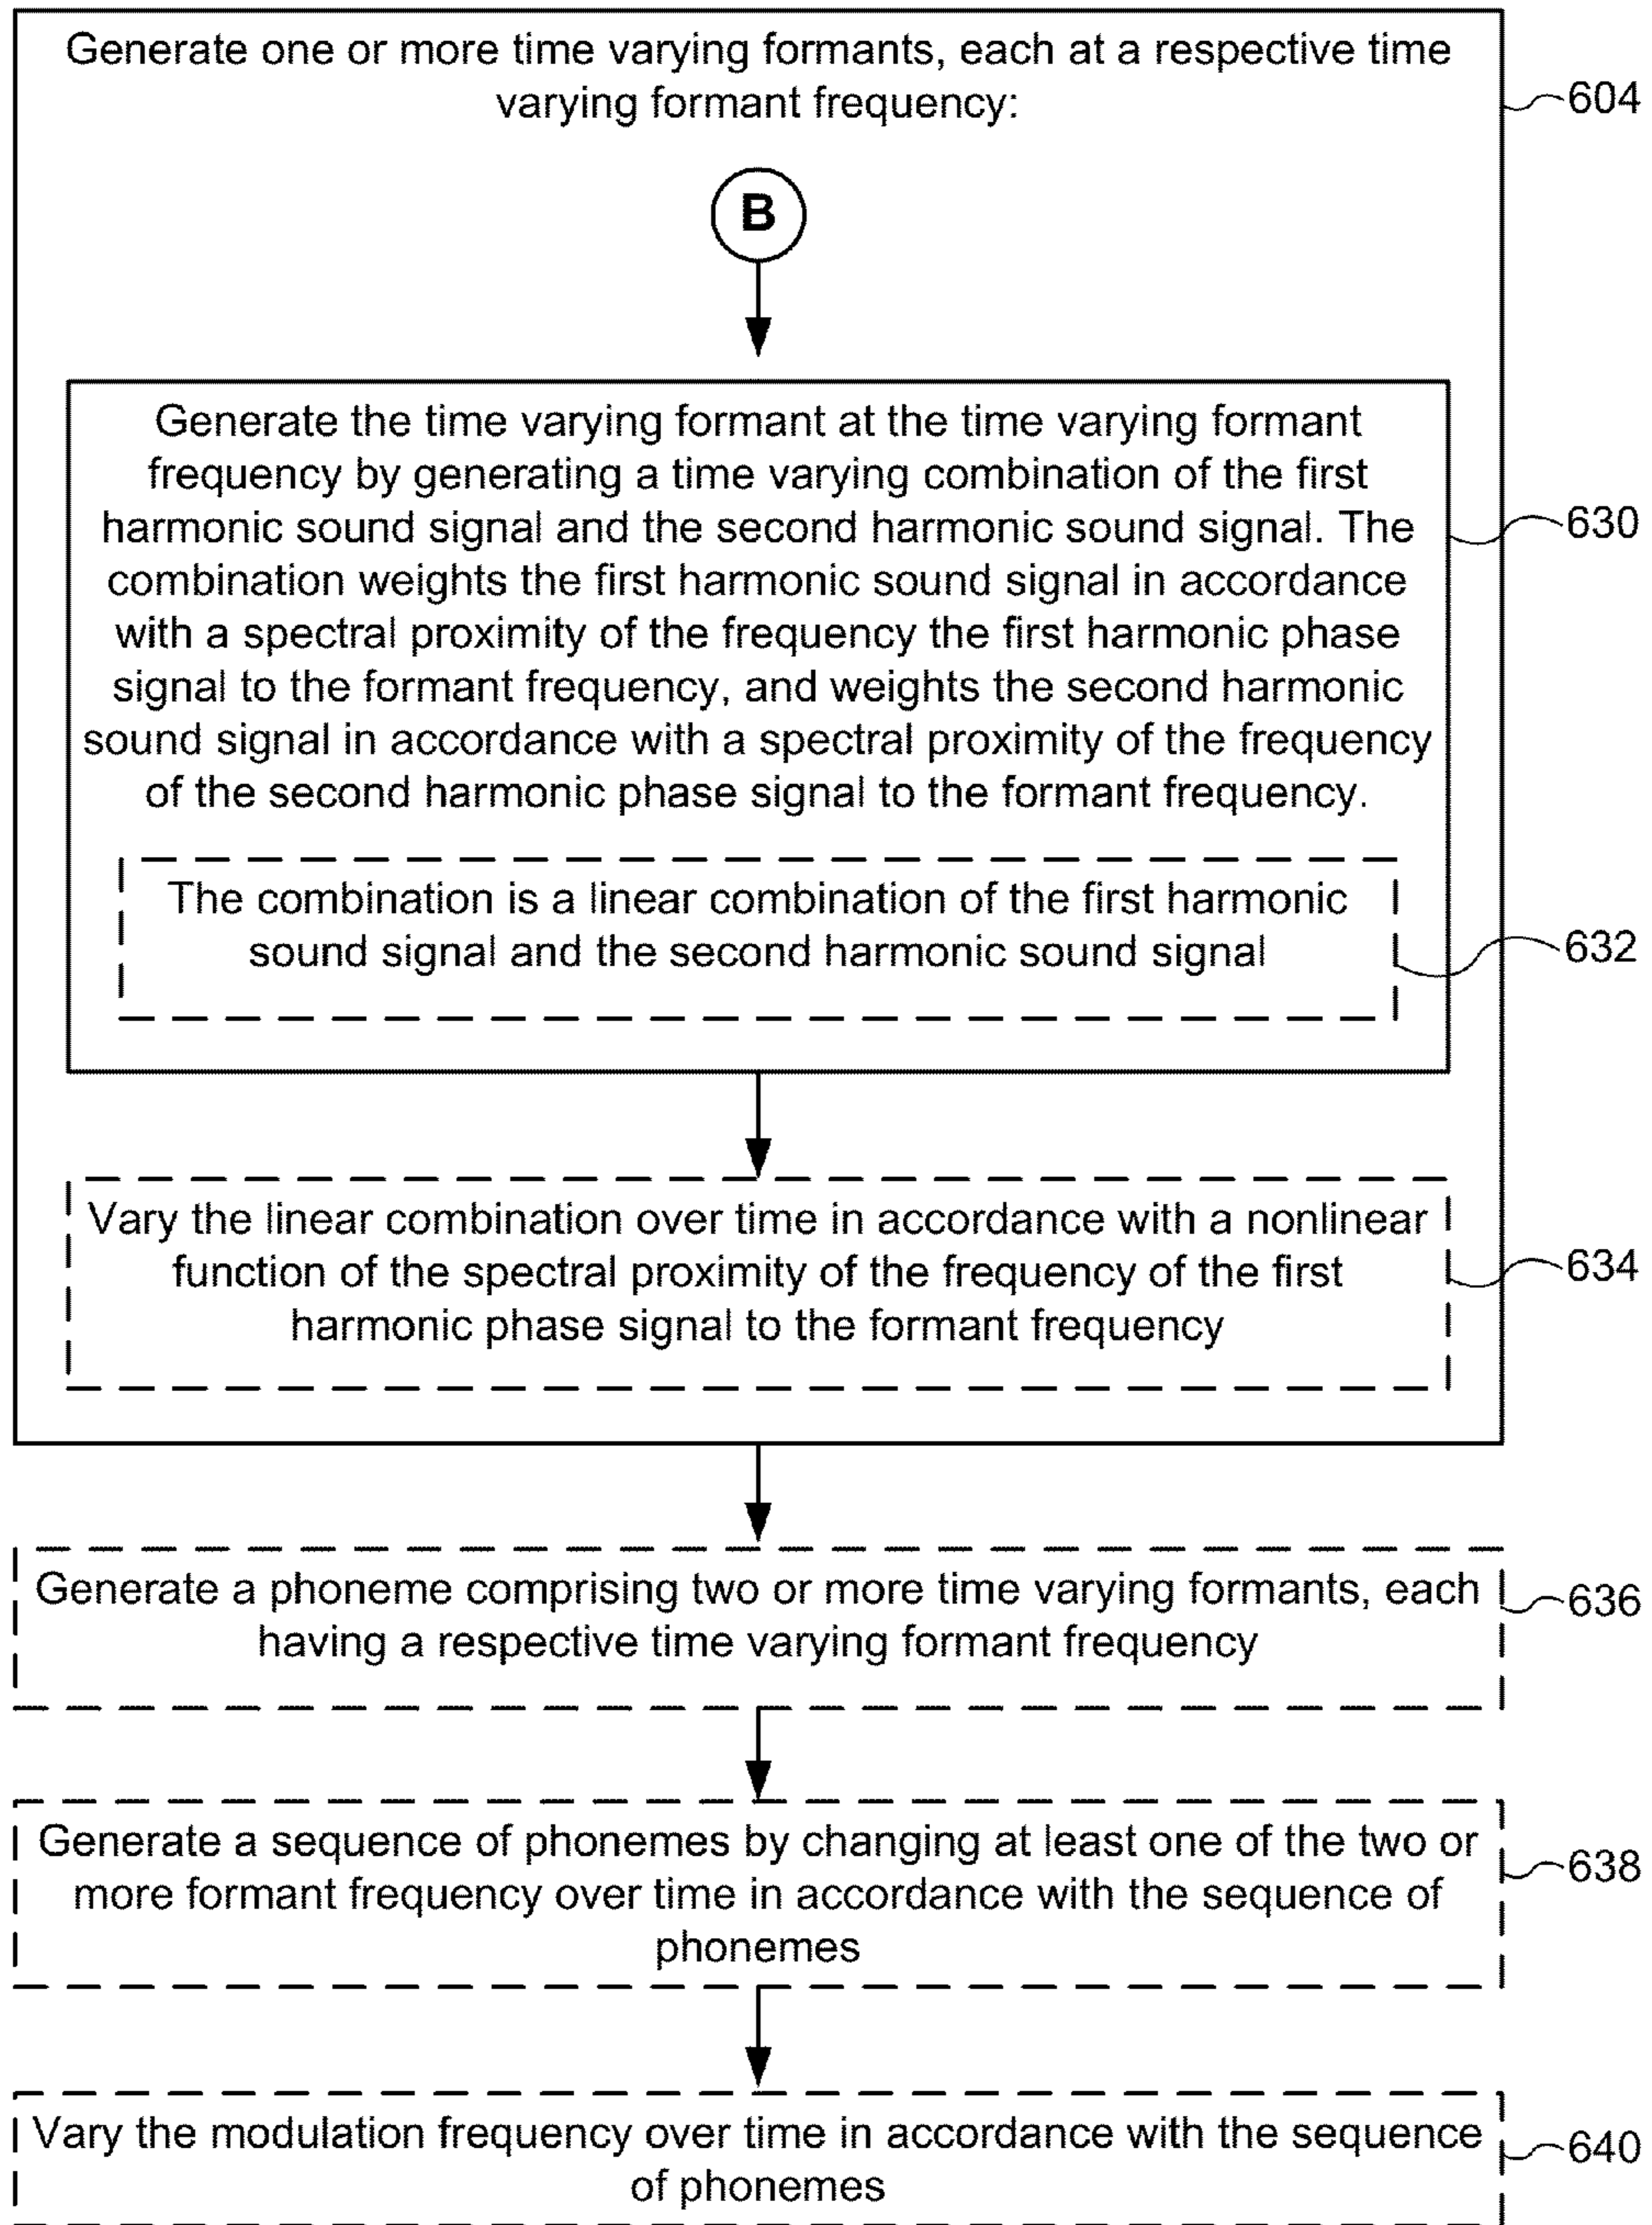 Generate one or more time varying formants, each at a respective time
varying formant frequency:
604
B
Generate the time varying formant at the time varying formant
frequency by generating a time varying combination of the first
harmonic sound signal and the second harmonic sound signal. The
combination weights the first harmonic sound signal in accordance
with a spectral proximity of the frequency the first harmonic phase
signal to the formant frequency, and weights the second harmonic
sound signal in accordance with a spectral proximity of the frequency
of the second harmonic phase signal to the formant frequency.
630
The combination is a linear combination of the first harmonic
sound signal and the second harmonic sound signal
632
Vary the linear combination over time in accordance with a nonlinear
function of the spectral proximity of the frequency of the first
harmonic phase signal to the formant frequency
634
Generate a phoneme comprising two or more time varying formants, each
having a respective time varying formant frequency
636
Generate a sequence of phonemes by changing at least one of the two or
more formant frequency over time in accordance with the sequence of
phonemes
638
Vary the modulation frequency over time in accordance with the sequence
of phonemes
640